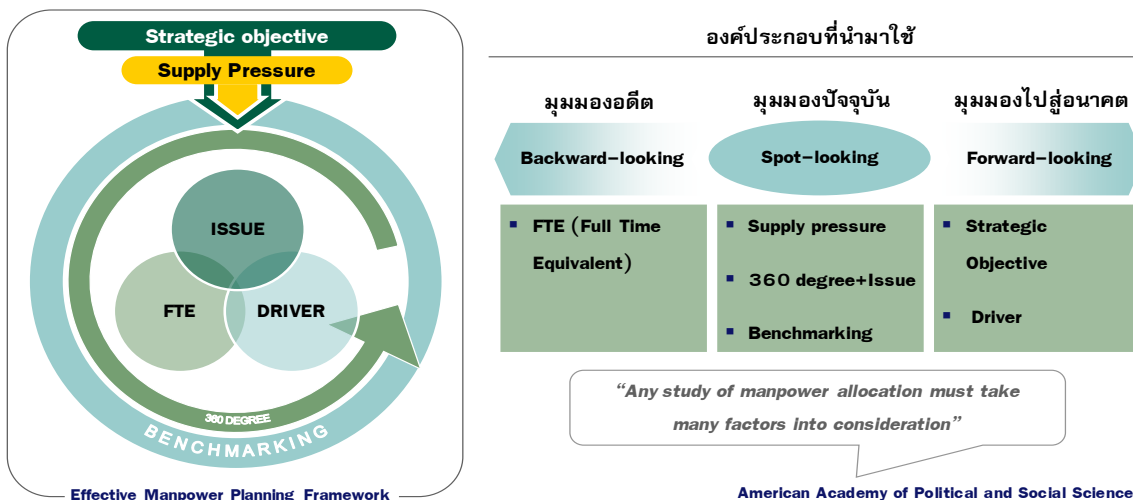 Strategic objective
Supply Pressure
ISSUE
FTE
DRIVER
360 DEGREE
BENCHMARKING
Effective Manpower Planning Framework
องค์ประกอบที่นำมาใช้
มุมมองอดีต
มุมมองปัจจุบัน
มุมมองไปสู่อนาคต
Backward-looking
Spot-looking
Forward-looking
▪ FTE (Full Time
Equivalent)
▪ Supply pressure
▪ 360 degree+Issue
▪ Benchmarking
▪ Strategic
Objective
▪ Driver
“Any study of manpower allocation must take
many factors into consideration”
American Academy of Political and Social Science